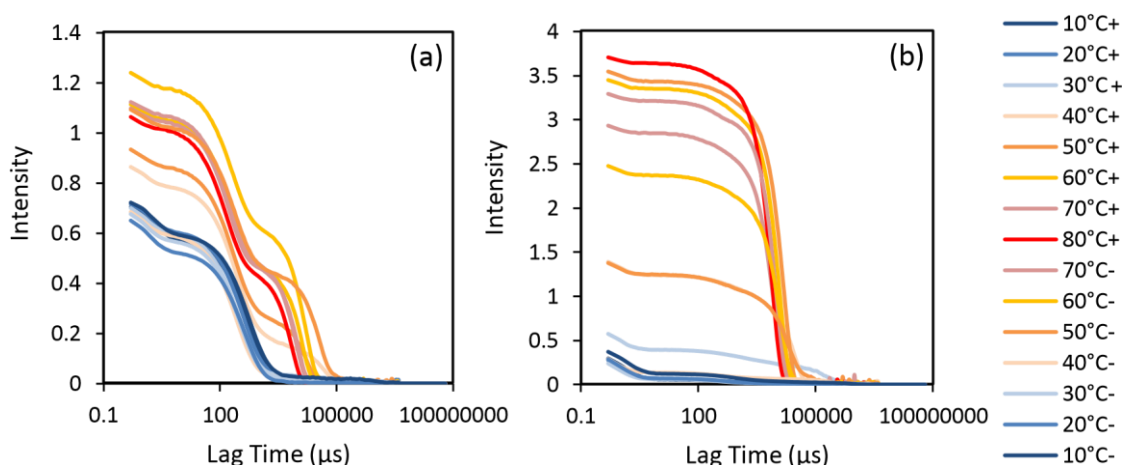 (a)
1.4
1.2
1
0.8
0.6
0.4
0.2
0
Intensity
0.1
100
100000
100000000
Lag Time (µs)
(b)
4
3.5
3
2.5
2
1.5
1
0.5
0
Intensity
0.1
100
100000
100000000
Lag Time (µs)
10°C+
20°C+
30°C+
40°C+
50°C+
60°C+
70°C+
80°C+
70°C-
60°C-
50°C-
40°C-
30°C-
20°C-
10°C-